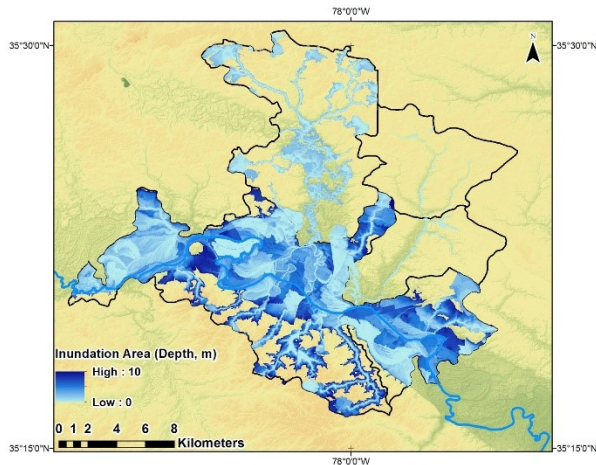 78°0'0"W
35°30'0"N
35°30'0"N
N
Inundation Area (Depth, m)
High : 10
Low : 0
0 1 2 4 6 8
Kilometers
35°15'0"N
35°15'0"N
78°0'0"W